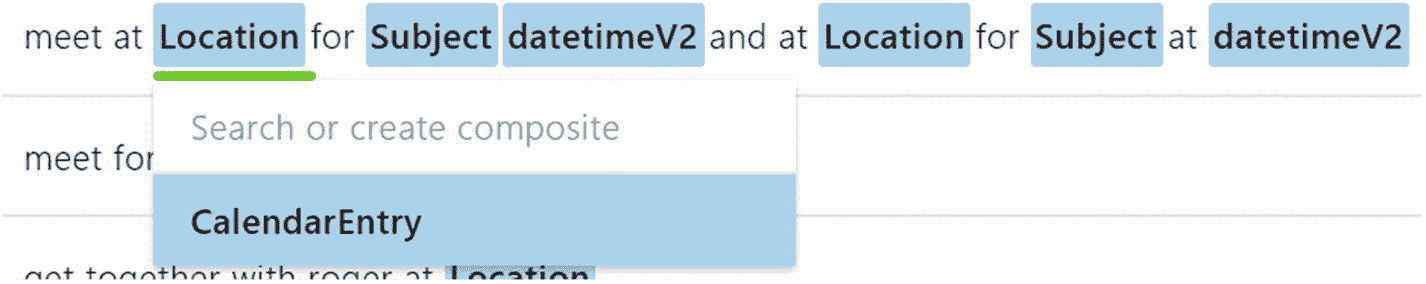 meet at Location for Subject datetimeV2 and at Location for Subject at datetimeV2
Search or create composite
meet for
CalendarEntry
get together with roger at Location